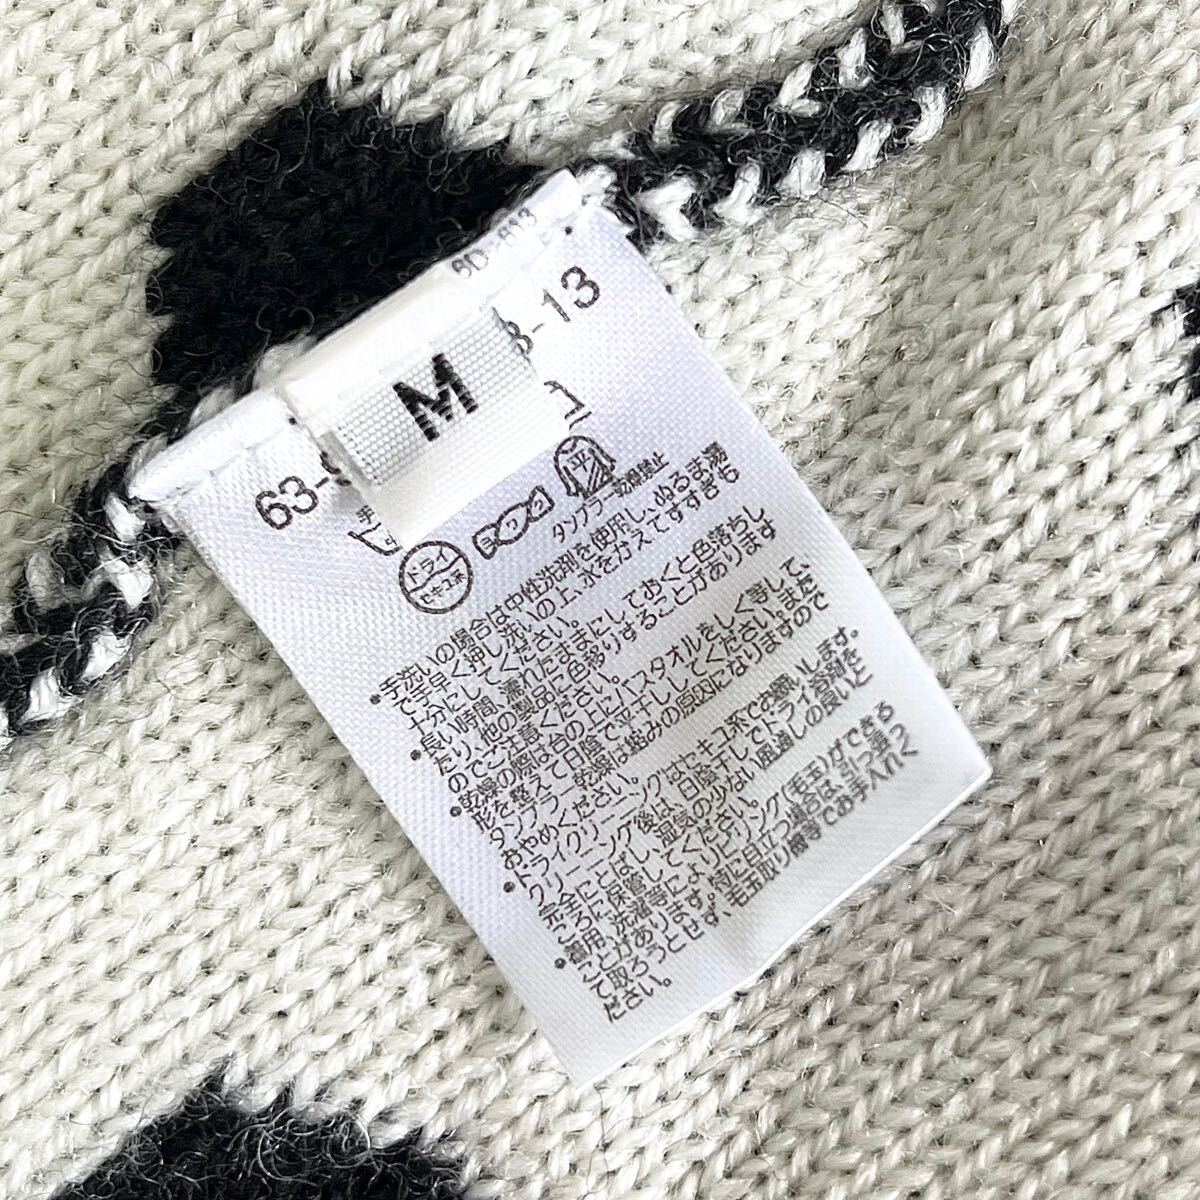 M
8-13
63-9
平
タンブラー乾燥禁止
ドライ
セキユ系
・手洗いの場合は中性洗剤を使用し、ぬるま湯
で手早く押し洗いの上、水をかえてすすぎも
十分にしてください。
・長い時間、濡れたままにしておくと色落ちし
たり、他の製品に色移りすることがあります
のでご注意ください。
・乾燥の際は台の上にバスタオルをしく等して、
形を整えて日陰で平干ししてください。また、
タンブラー乾燥は縮みの原因になりますので
おやめください。
・ドライクリーニングはセキユ系でお願いします。
クリーニング後は、日陰干してドライ溶剤を
完全にとばし、湿気の少ない風通しの良いと
ころに保管してください。
・着用、洗濯等によりピリング(毛玉)ができる
ことがあります。特に目立つ場合は、引っ張っ
て取ろうとせず、毛玉取り機等でお手入れく
ださい。